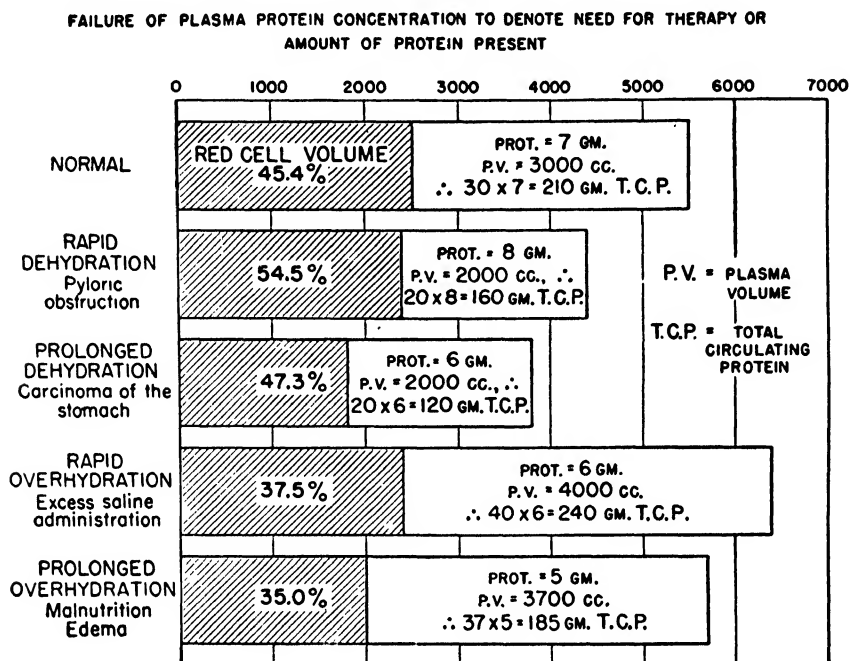 FAILURE OF PLASMA PROTEIN CONCENTRATION TO DENOTE NEED FOR THERAPY OR
AMOUNT OF PROTEIN PRESENT
0 1000 2000 3000 4000 5000 6000 7000
NORMAL
RED CELL VOLUME
45.4%
PROT. = 7 GM.
P.V. = 3000 CC.
∴ 30 x 7 = 210 GM. T.C.P.
RAPID
DEHYDRATION
Pyloric
obstruction
54.5%
PROT. = 8 GM.
P.V. = 2000 CC., ∴
20 x 8 = 160 GM. T.C.P.
P.V. = PLASMA
VOLUME
T.C.P. = TOTAL
CIRCULATING
PROTEIN
PROLONGED
DEHYDRATION
Carcinoma of the
stomach
47.3%
PROT. = 6 GM.
P.V. = 2000 CC., ∴
20 x 6 = 120 GM. T.C.P.
RAPID
OVERHYDRATION
Excess saline
administration
37.5%
PROT. = 6 GM.
P.V. = 4000 CC.
∴ 40 x 6 = 240 GM. T.C.P.
PROLONGED
OVERHYDRATION
Malnutrition
Edema
35.0%
PROT. = 5 GM.
P.V. = 3700 CC.
∴ 37 x 5 = 185 GM. T.C.P.